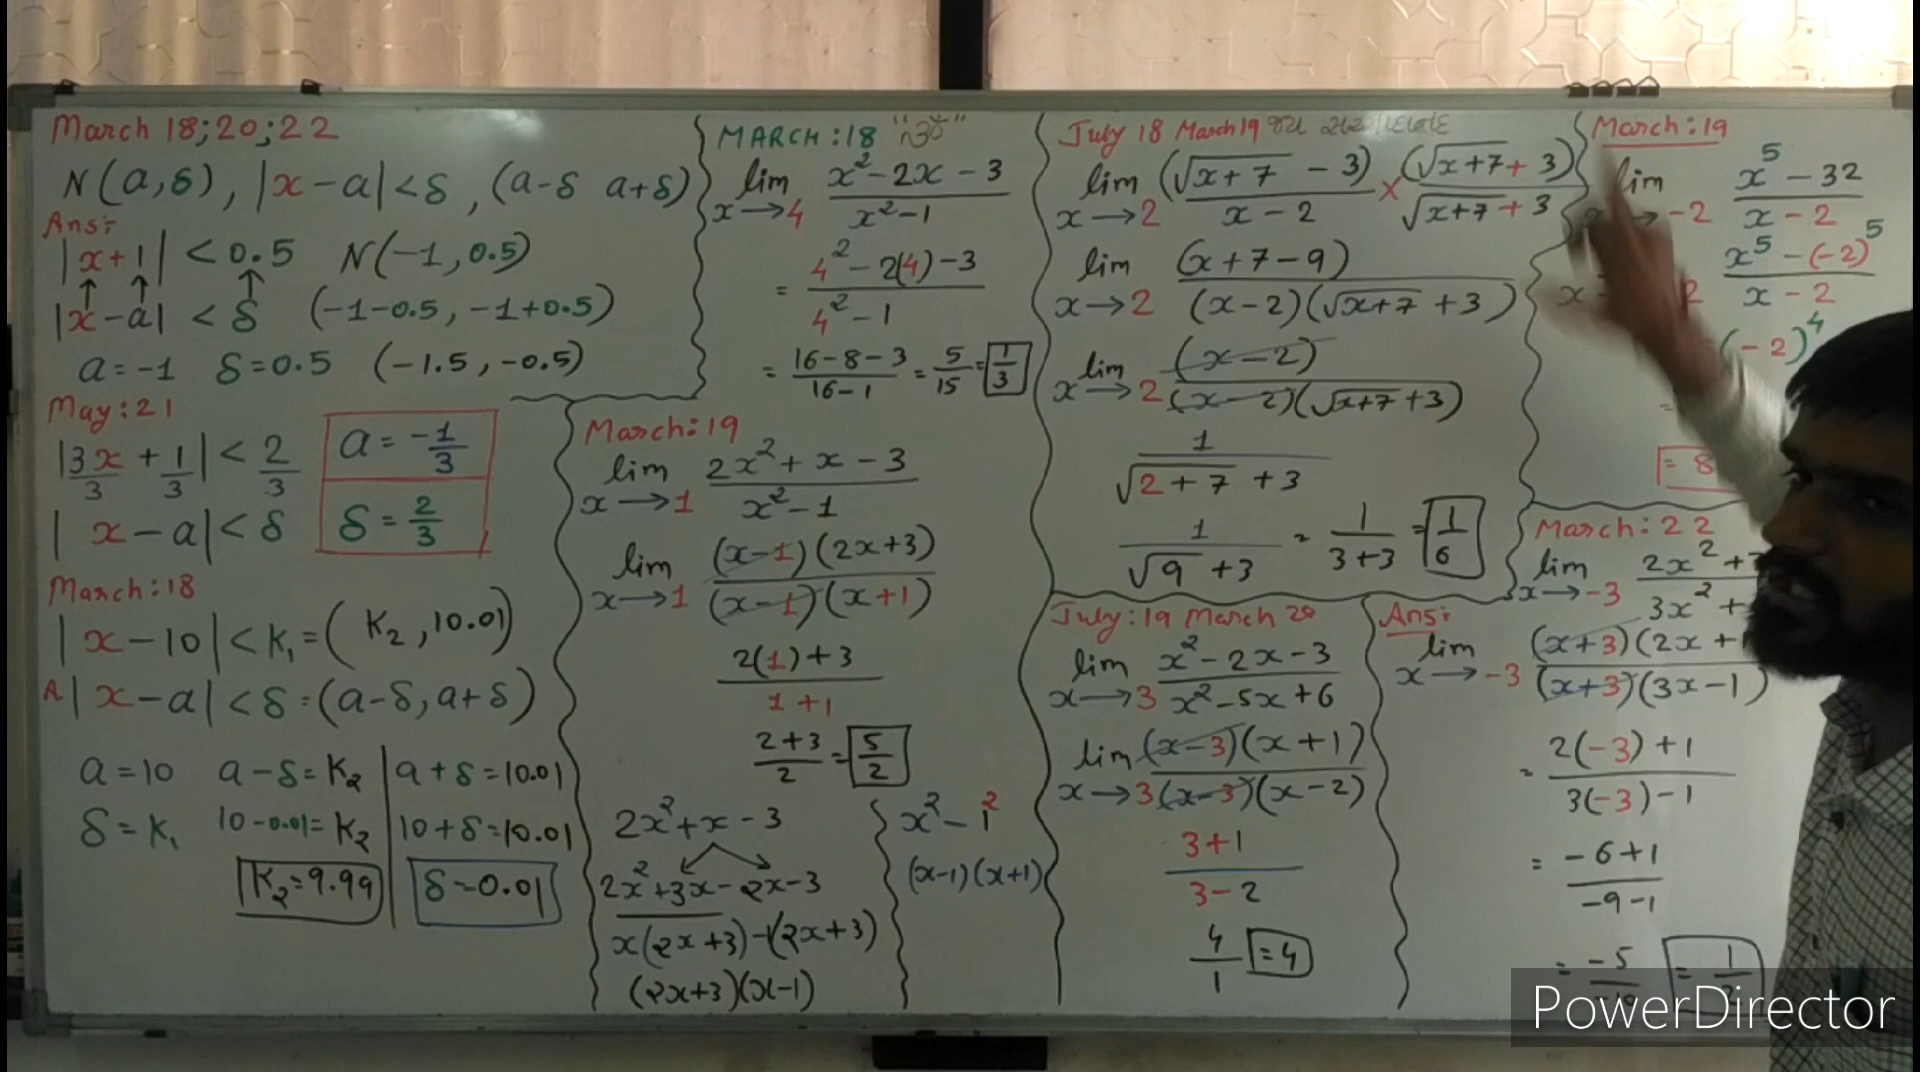 March 18;20;22
N(a,δ), |x-a|<δ, (a-δ a+δ)
Ans:
|x+1| < 0.5 N(-1,0.5)
|x-a| < δ (-1-0.5, -1+0.5)
a=-1 δ=0.5 (-1.5,-0.5)
May:21
|3x/3 + 1/3| < 2/3
|x-a|<δ
a = -1/3
δ = 2/3
March:18
|x-10|<K₁=(K₂,10.01)
A. |x-a|<δ=(a-δ,a+δ)
a=10 a-δ=K₂ a+δ=10.01
δ=K₁ 10-0.01=K₂ 10+δ=10.01
K₂=9.99 δ=0.01
MARCH:18
lim x→4 (x²-2x-3)/(x²-1)
= (4²-2(4)-3)/(4²-1)
= (16-8-3)/(16-1) = 5/15 = 1/3
March:19
lim x→1 (2x²+x-3)/(x²-1)
lim x→1 (x-1)(2x+3)/(x-1)(x+1)
(2(1)+3)/(1+1)
(2+3)/2 = 5/2
2x²+x-3
2x²+3x-2x-3
x(2x+3)-1(2x+3)
(2x+3)(x-1)
x²-1²
(x-1)(x+1)
July 18 March 19
lim x→2 (√x+7 - 3)/(x-2) × (√x+7+3)/(√x+7+3)
lim x→2 (x+7-9)/(x-2)(√x+7+3)
lim x→2 (x-2)/(x-2)(√x+7+3)
1/(√2+7 +3)
1/(√9+3) = 1/(3+3) = 1/6
July:19 March 20
lim x→3 (x²-2x-3)/(x²-5x+6)
lim x→3 (x-3)(x+1)/(x-3)(x-2)
(3+1)/(3-2)
4/1 = 4
March:19
lim → -2 (x⁵-32)/(x-2)
(x⁵-(-2)⁵)/(x-2)
(-2)⁴
= 8
March:22
lim x→-3 (2x²+)/(3x²+)
Ans:
lim x→-3 (x+3)(2x+/(x+3)(3x-1)
= (2(-3)+1)/(3(-3)-1)
= (-6+1)/(-9-1)
= -5 = 1
PowerDirector